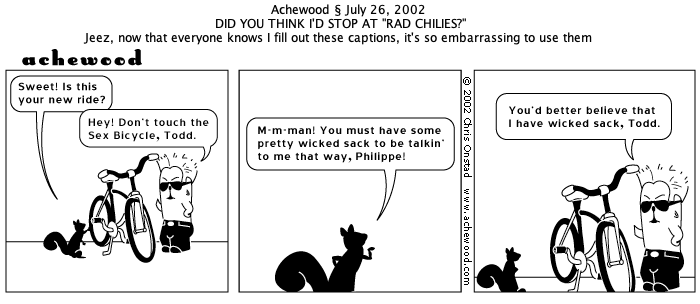 Achewood § July 26, 2002
DID YOU THINK I'D STOP AT "RAD CHILIES?"
Jeez, now that everyone knows I fill out these captions, it's so embarrassing to use them
achewood
Sweet! Is this
your new ride?
Hey! Don't touch the
Sex Bicycle, Todd.
M-m-man! You must have some
pretty wicked sack to be talkin'
to me that way, Philippe!
© 2002 Chris Onstad www.achewood.com
You'd better believe that
I have wicked sack, Todd.